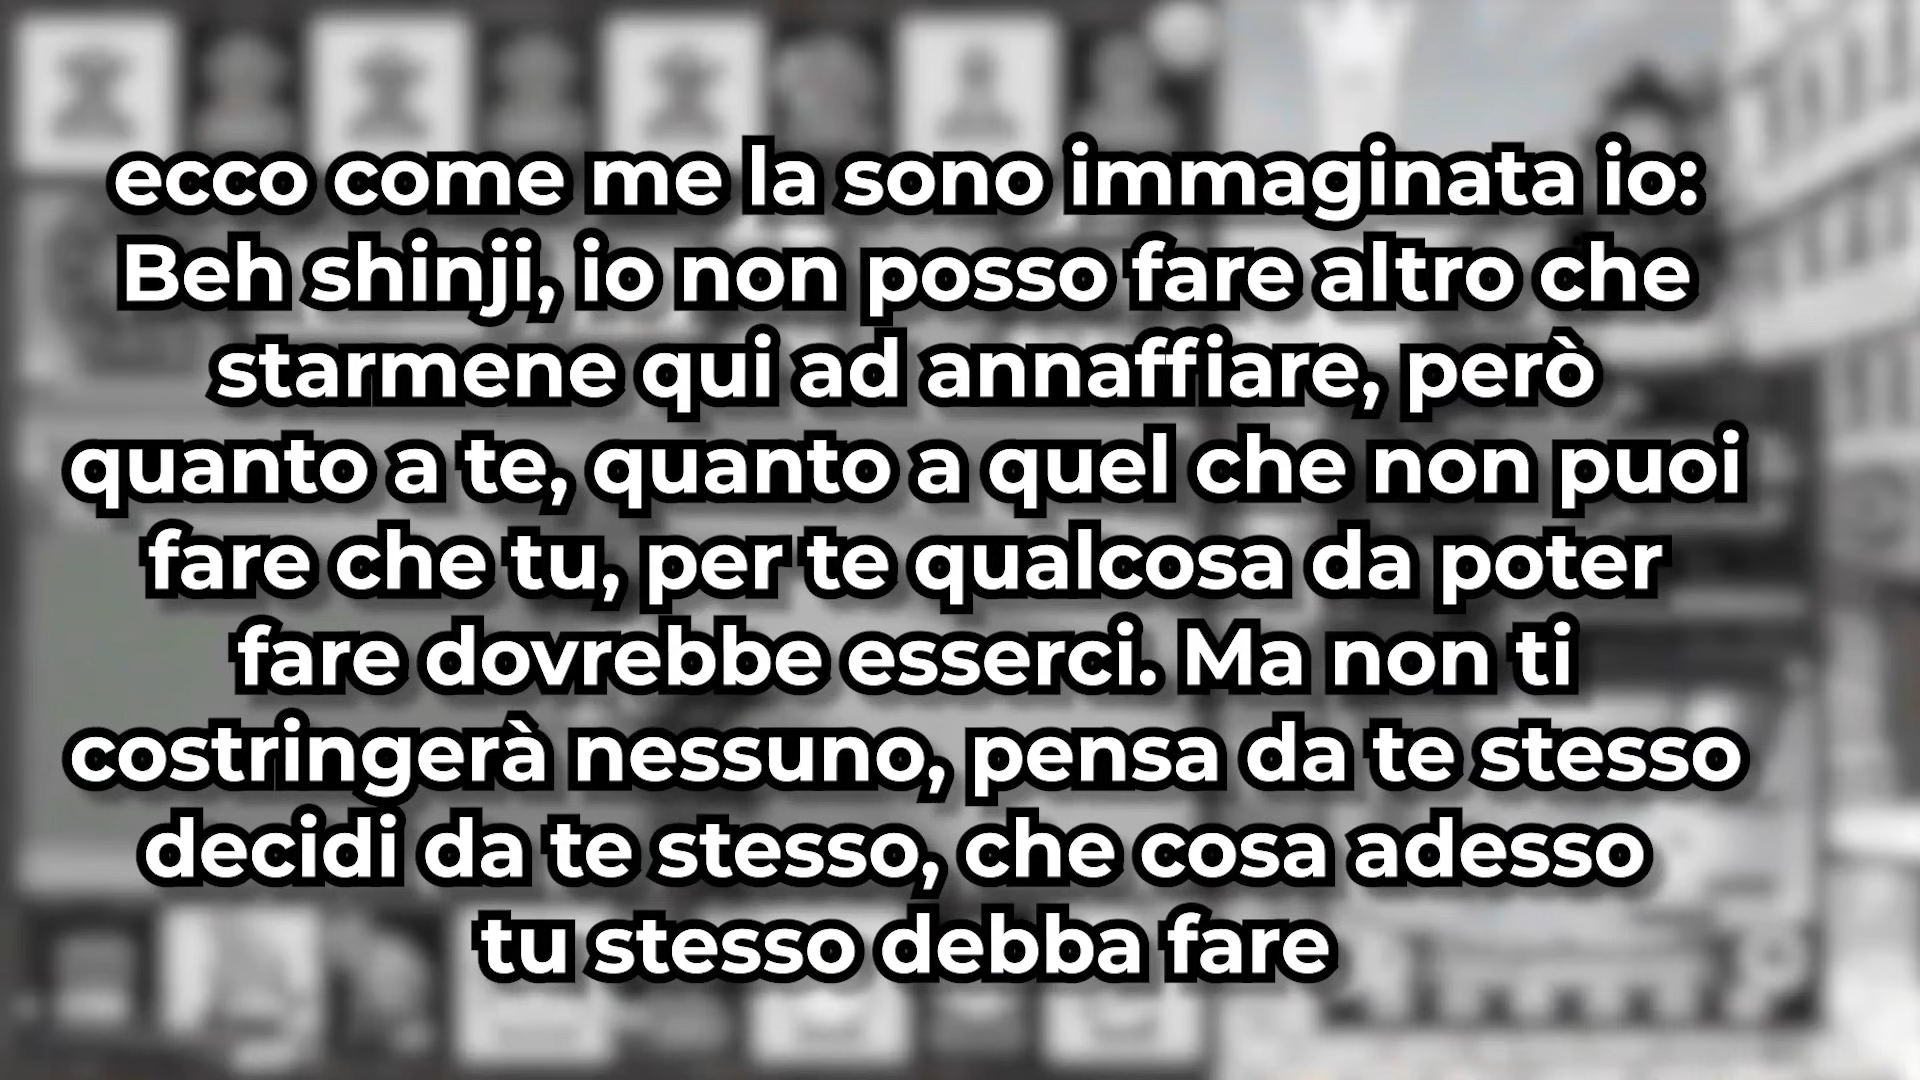 ecco come me la sono immaginata io:
Beh shinji, io non posso fare altro che
starmene qui ad annaffiare, però
quanto a te, quanto a quel che non puoi
fare che tu, per te qualcosa da poter
fare dovrebbe esserci. Ma non ti
costringerà nessuno, pensa da te stesso
decidi da te stesso, che cosa adesso
tu stesso debba fare